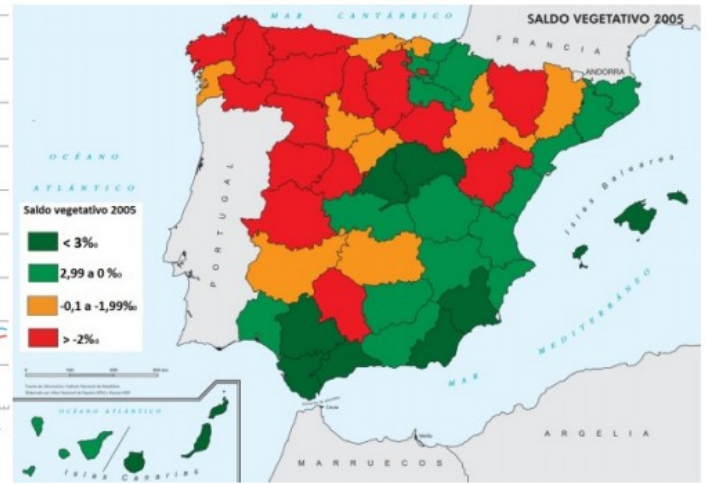 MAR CANTÁBRICO
SALDO VEGETATIVO 2005
FRANCIA
ANDORRA
OCÉANO
ATLÁNTICO
PORTUGAL
Islas Baleares
Saldo vegetativo 2005
< 3‰
2,99 a 0 ‰
-0,1 a -1,99‰
> -2‰
MAR MEDITERRÁNEO
OCÉANO ATLÁNTICO
Islas Canarias
Ceuta
Melilla
MARRUECOS
ARGELIA